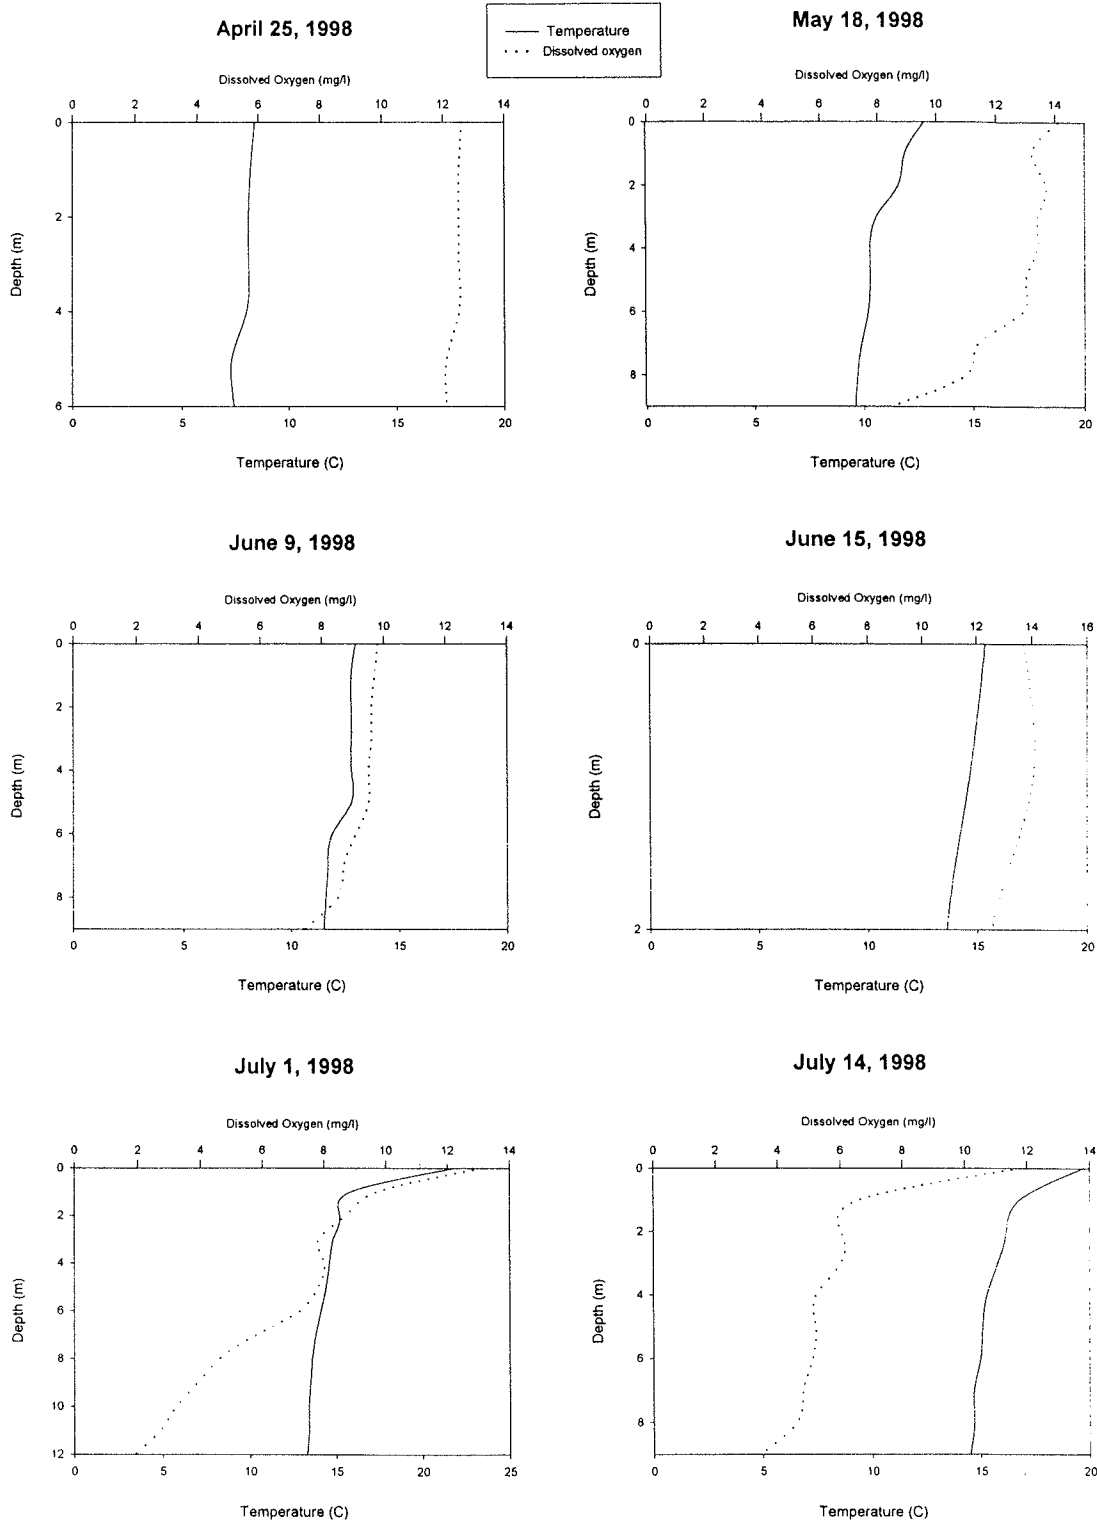 April 25, 1998
Temperature
Dissolved oxygen
May 18, 1998
Dissolved Oxygen (mg/l)
0 2 4 6 8 10 12 14
0
2
4
6
Depth (m)
0 5 10 15 20
Temperature (C)
Dissolved Oxygen (mg/l)
0 2 4 6 8 10 12 14
0
2
4
6
8
Depth (m)
0 5 10 15 20
Temperature (C)
June 9, 1998
Dissolved Oxygen (mg/l)
0 2 4 6 8 10 12 14
0
2
4
6
8
Depth (m)
0 5 10 15 20
Temperature (C)
June 15, 1998
Dissolved Oxygen (mg/l)
0 2 4 6 8 10 12 14 16
0
2
Depth (m)
0 5 10 15 20
Temperature (C)
July 1, 1998
Dissolved Oxygen (mg/l)
0 2 4 6 8 10 12 14
0
2
4
6
8
10
12
Depth (m)
0 5 10 15 20 25
Temperature (C)
July 14, 1998
Dissolved Oxygen (mg/l)
0 2 4 6 8 10 12 14
0
2
4
6
8
Depth (m)
0 5 10 15 20
Temperature (C)